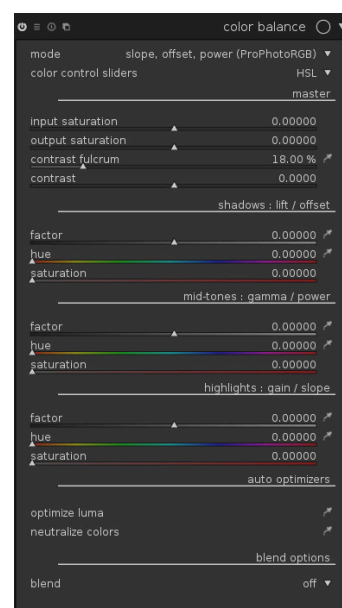 color balance
mode slope, offset, power (ProPhotoRGB)
color control sliders HSL
master
input saturation 0.00000
output saturation 0.00000
contrast fulcrum 18.00 %
contrast 0.0000
shadows : lift / offset
factor 0.00000
hue 0.00000
saturation 0.00000
mid-tones : gamma / power
factor 0.00000
hue 0.00000
saturation 0.00000
highlights : gain / slope
factor 0.00000
hue 0.00000
saturation 0.00000
auto optimizers
optimize luma
neutralize colors
blend options
blend off